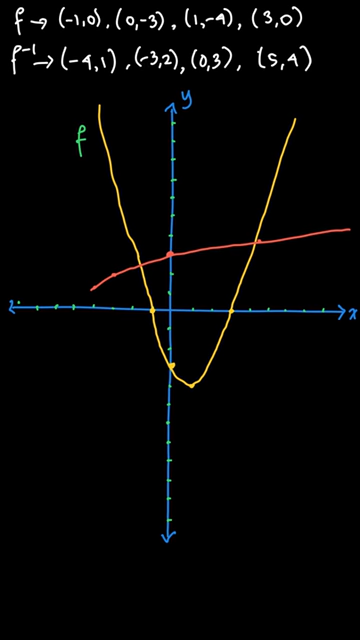 f → (-1,0), (0,-3), (1,-4), (3,0)
f⁻¹ → (-4,1), (-3,2), (0,3), (5,4)
y
f
x